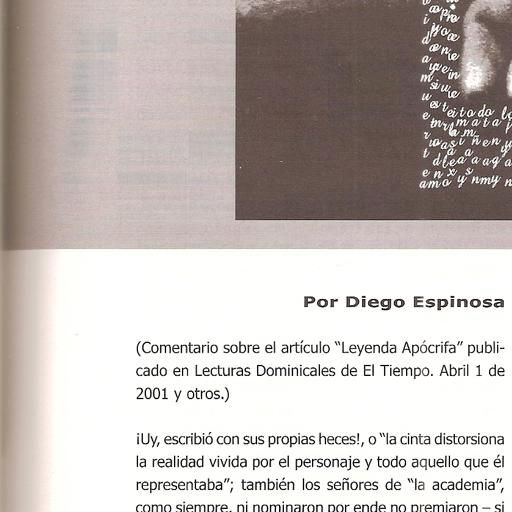 Por Diego Espinosa
(Comentario sobre el artículo “Leyenda Apócrifa” publi-
cado en Lecturas Dominicales de El Tiempo. Abril 1 de
2001 y otros.)
¡Uy, escribió con sus propias heces!, o “la cinta distorsiona
la realidad vivida por el personaje y todo aquello que él
representaba”; también los señores de “la academia”,
como siempre, ni nominaron por ende no premiaron – si